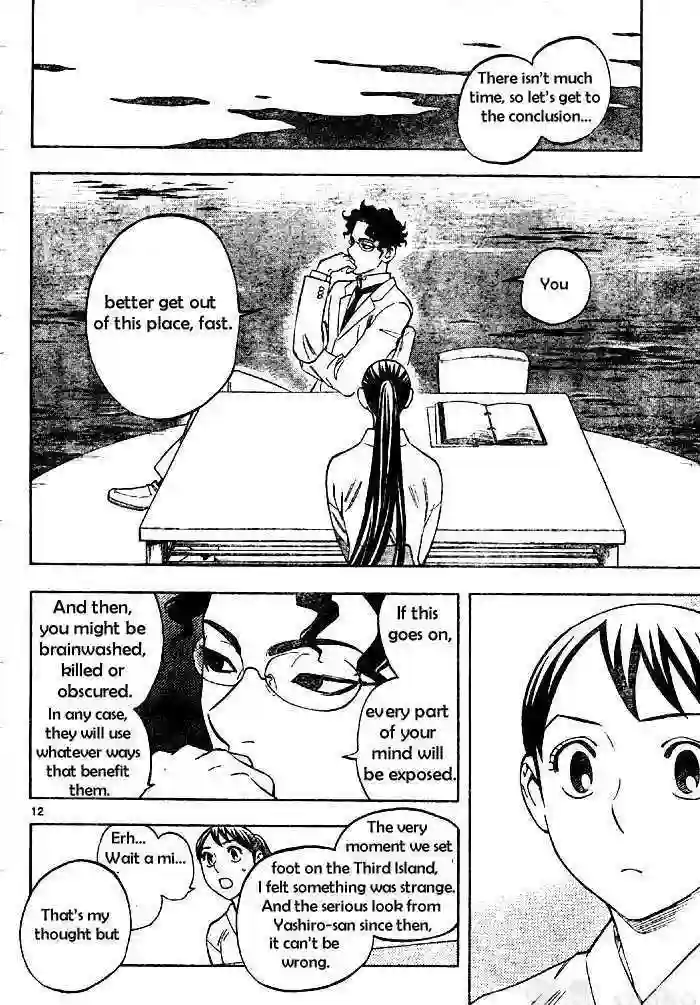 There isn't much
time, so let's get to
the conclusion...
You
better get out
of this place, fast.
If this
goes on,
every part
of your
mind will
be exposed.
And then,
you might be
brainwashed,
killed or
obscured.
In any case,
they will use
whatever ways
that benefit
them.
12
The very
moment we set
foot on the Third Island,
I felt something was strange.
And the serious look from
Yashiro-san since then,
it can't be
wrong.
Erh...
Wait a mi...
That's my
thought but